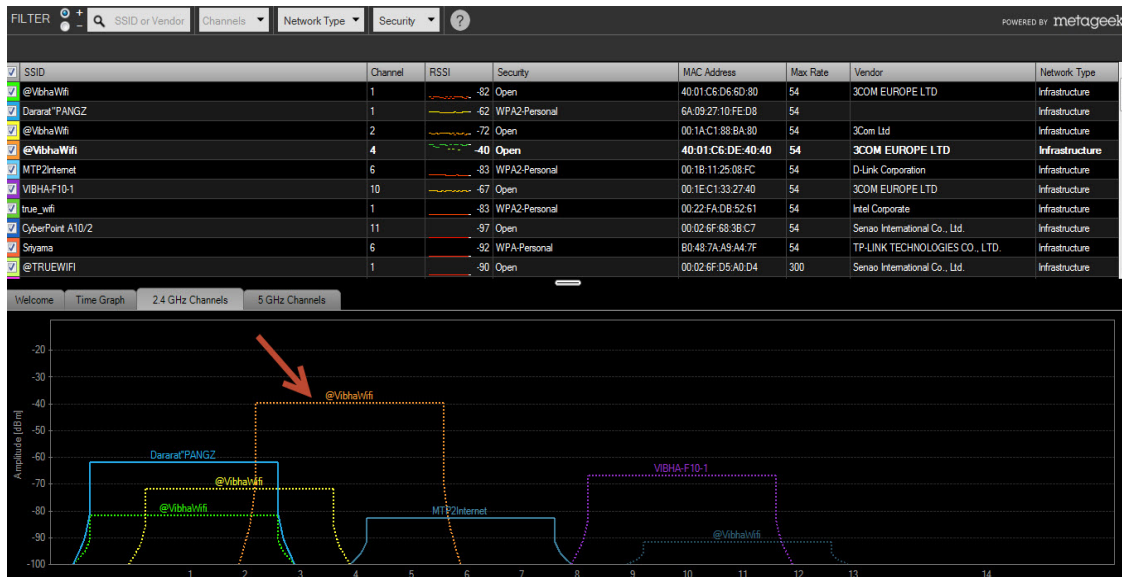 FILTER + - SSID or Vendor Channels Network Type Security ? POWERED BY metageek
SSID Channel RSSI Security MAC Address Max Rate Vendor Network Type
@VibhaWifi 1 -82 Open 40:01:C6:D6:6D:80 54 3COM EUROPE LTD Infrastructure
Dararat"PANGZ 1 -62 WPA2-Personal 6A:09:27:10:FE:D8 54 Infrastructure
@VibhaWifi 2 -72 Open 00:1A:C1:88:BA:80 54 3Com Ltd Infrastructure
@VibhaWifi 4 -40 Open 40:01:C6:DE:40:40 54 3COM EUROPE LTD Infrastructure
MTP2Internet 6 -83 WPA2-Personal 00:1B:11:25:08:FC 54 D-Link Corporation Infrastructure
VIBHA-F10-1 10 -67 Open 00:1E:C1:33:27:40 54 3COM EUROPE LTD Infrastructure
true_wifi 1 -83 WPA2-Personal 00:22:FA:DB:52:61 54 Intel Corporate Infrastructure
CyberPoint A10/2 11 -97 Open 00:02:6F:68:3B:C7 54 Senao International Co., Ltd. Infrastructure
Sriyama 6 -92 WPA-Personal B0:48:7A:A9:A4:7F 54 TP-LINK TECHNOLOGIES CO., LTD. Infrastructure
@TRUEWIFI 1 -90 Open 00:02:6F:D5:A0:D4 300 Senao International Co., Ltd. Infrastructure
Welcome Time Graph 2.4 GHz Channels 5 GHz Channels
-20
-30
@VibhaWifi
-40
-50
Amplitude [dBm]
Dararat"PANGZ
-60
VIBHA-F10-1
-70
@VibhaWifi
-80
@VibhaWifi
MTP2Internet
-90
@VibhaWifi
-100
1 2 3 4 5 6 7 8 9 10 11 12 13 14